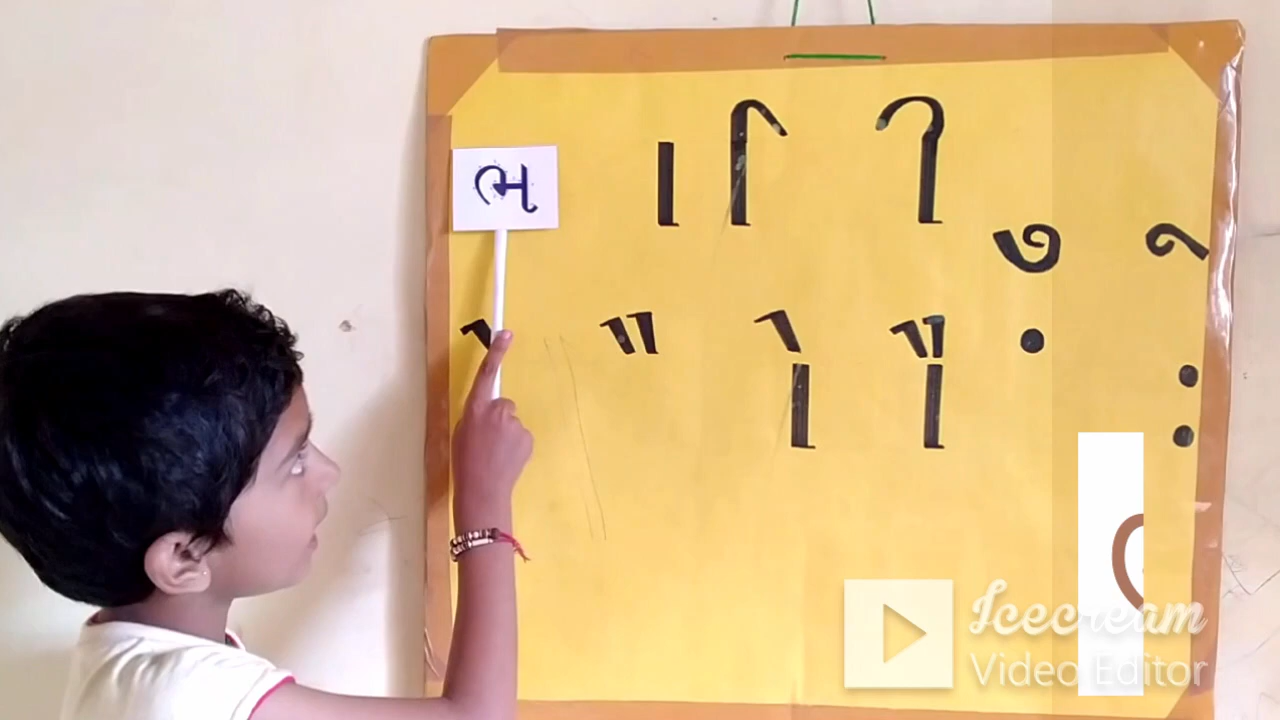 ભ ા િ ી ુ ૂ
ે ૈ ો ૌ ં ઃ
Icecream
Video Editor